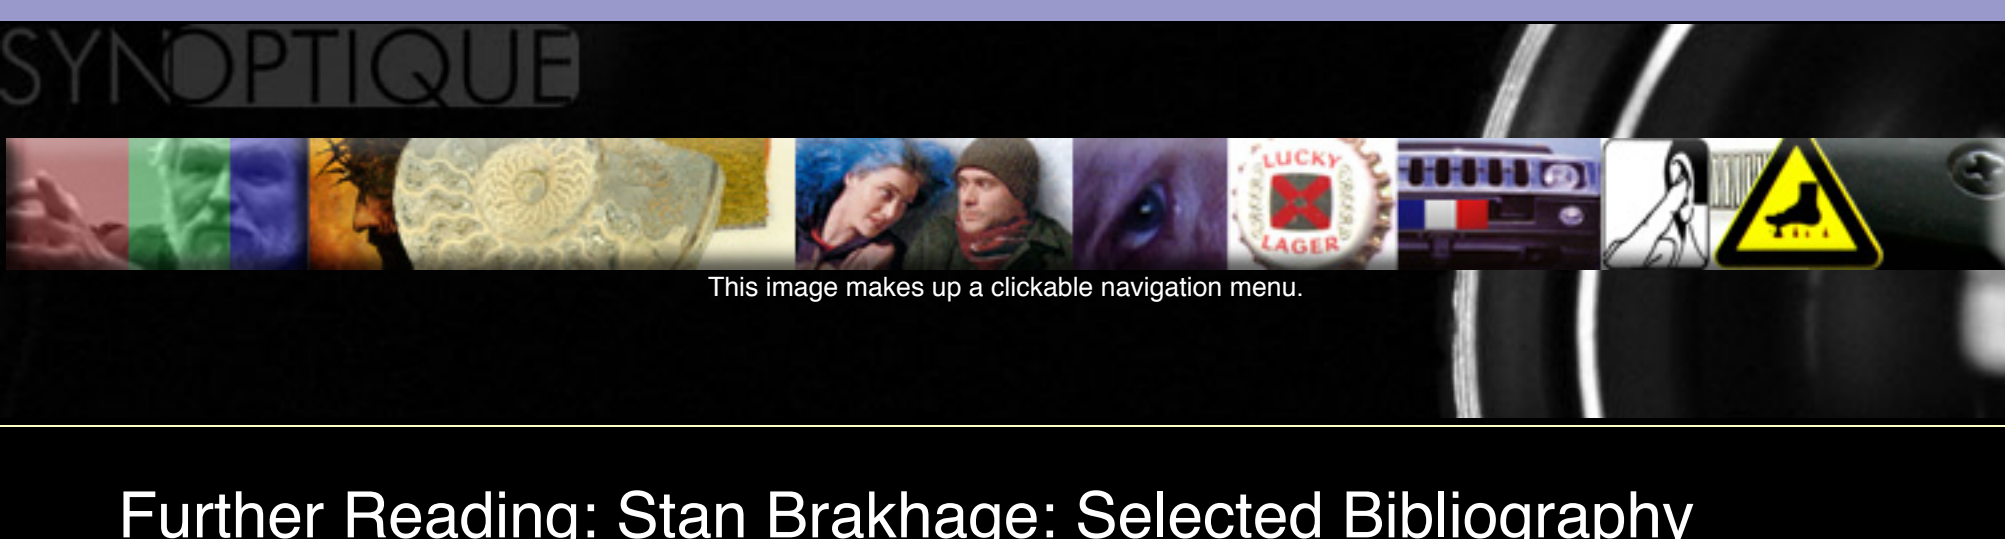 SYNOPTIQUE
LUCKY
LAGER
This image makes up a clickable navigation menu.
Further Reading: Stan Brakhage: Selected Bibliography